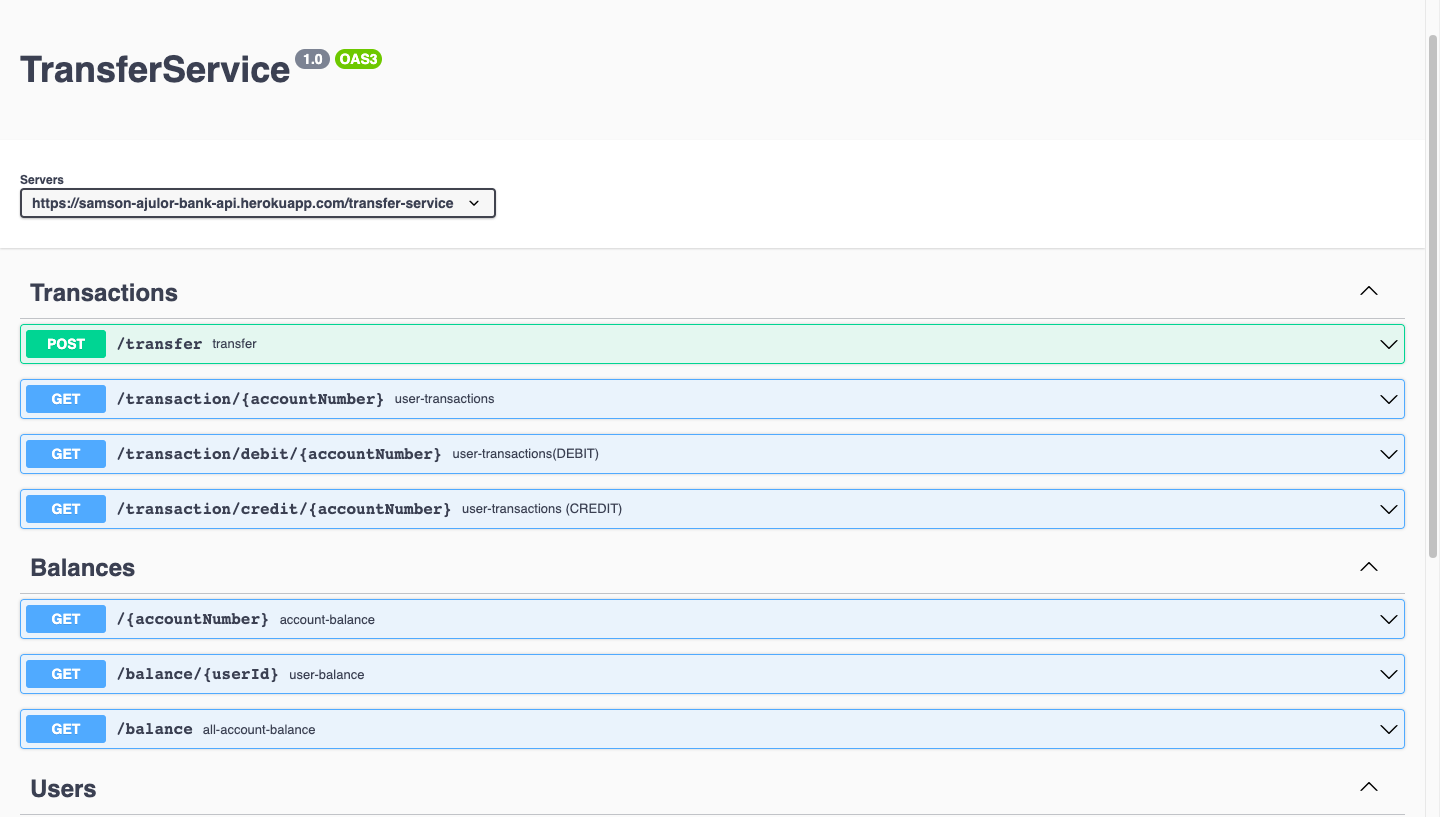 TransferService 1.0 OAS3
Servers
https://samson-ajulor-bank-api.herokuapp.com/transfer-service
Transactions
POST /transfer transfer
GET /transaction/{accountNumber} user-transactions
GET /transaction/debit/{accountNumber} user-transactions(DEBIT)
GET /transaction/credit/{accountNumber} user-transactions (CREDIT)
Balances
GET /{accountNumber} account-balance
GET /balance/{userId} user-balance
GET /balance all-account-balance
Users